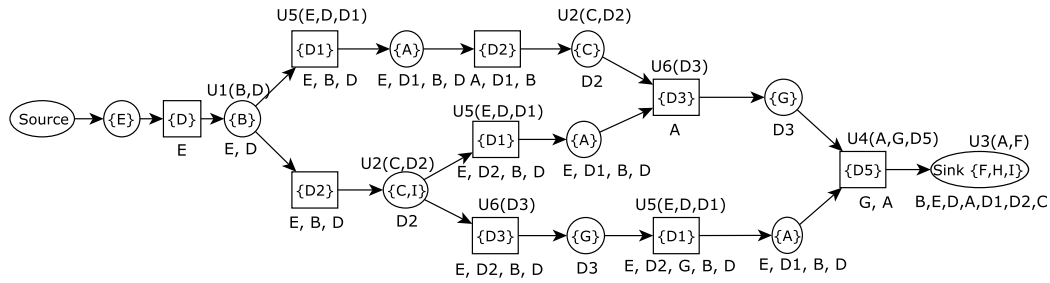 U5(E,D,D1)
U2(C,D2)
{D1}
{A}
{D2}
{C}
U6(D3)
E, B, D
E, D1, B, D
A, D1, B
D2
U1(B,D)
{D3}
{G}
U5(E,D,D1)
A
D3
Source
{E}
{D}
{B}
{D1}
{A}
U4(A,G,D5)
U3(A,F)
E
E, D
U2(C,D2)
E, D2, B, D
E, D1, B, D
{D5}
Sink {F,H,I}
{D2}
{C,I}
G, A
B,E,D,A,D1,D2,C
E, B, D
D2
U6(D3)
U5(E,D,D1)
{D3}
{G}
{D1}
{A}
E, D2, B, D
D3
E, D2, G, B, D
E, D1, B, D